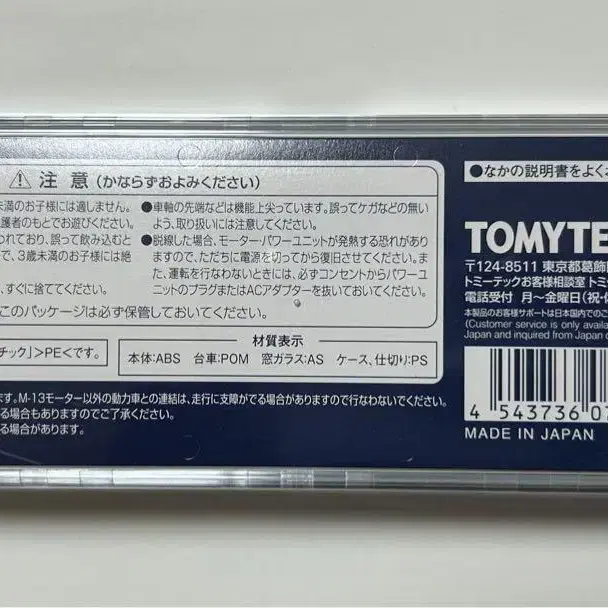 ⚠ 注意(かならずおよみください)
未満のお子様には適しません。
護者のもとでお遊びください。
われており、誤って飲み込むと
で、3歳未満のお子様には絶
、すぐに捨ててください。
●車軸の先端などは機能上尖っています。誤ってケガなどの無い
よう、取り扱いには注意してください。
●脱線した場合、モーター・パワーユニットが発熱する恐れがあり
ますので、ただちに電源を切ってから復旧させてください。ま
た、運転を行なわないときには、必ずコンセントからパワーユ
ニットのプラグまたはACアダプターを抜いておいてください。
このパッケージは必ず保管しておいてください。
チック」>PE<です。
材質表示
本体:ABS 台車:POM 窓ガラス:AS ケース、仕切り:PS
ます。M-13モーター以外の動力車との連結は、走行に支障がでる場合がありますので行なわないでください。
る場合もありますのでご了承ください。
る場合があります。
●なかの説明書をよく
TOMYTE
〒124-8511 東京都葛飾
トミーテックお客様相談室 トミ
電話受付 月〜金曜日(祝・
本製品のお客様サポートは日本国内でのご
(Customer service is only availa
Japan and inquired from Japan
4 543736 0
MADE IN JAPAN